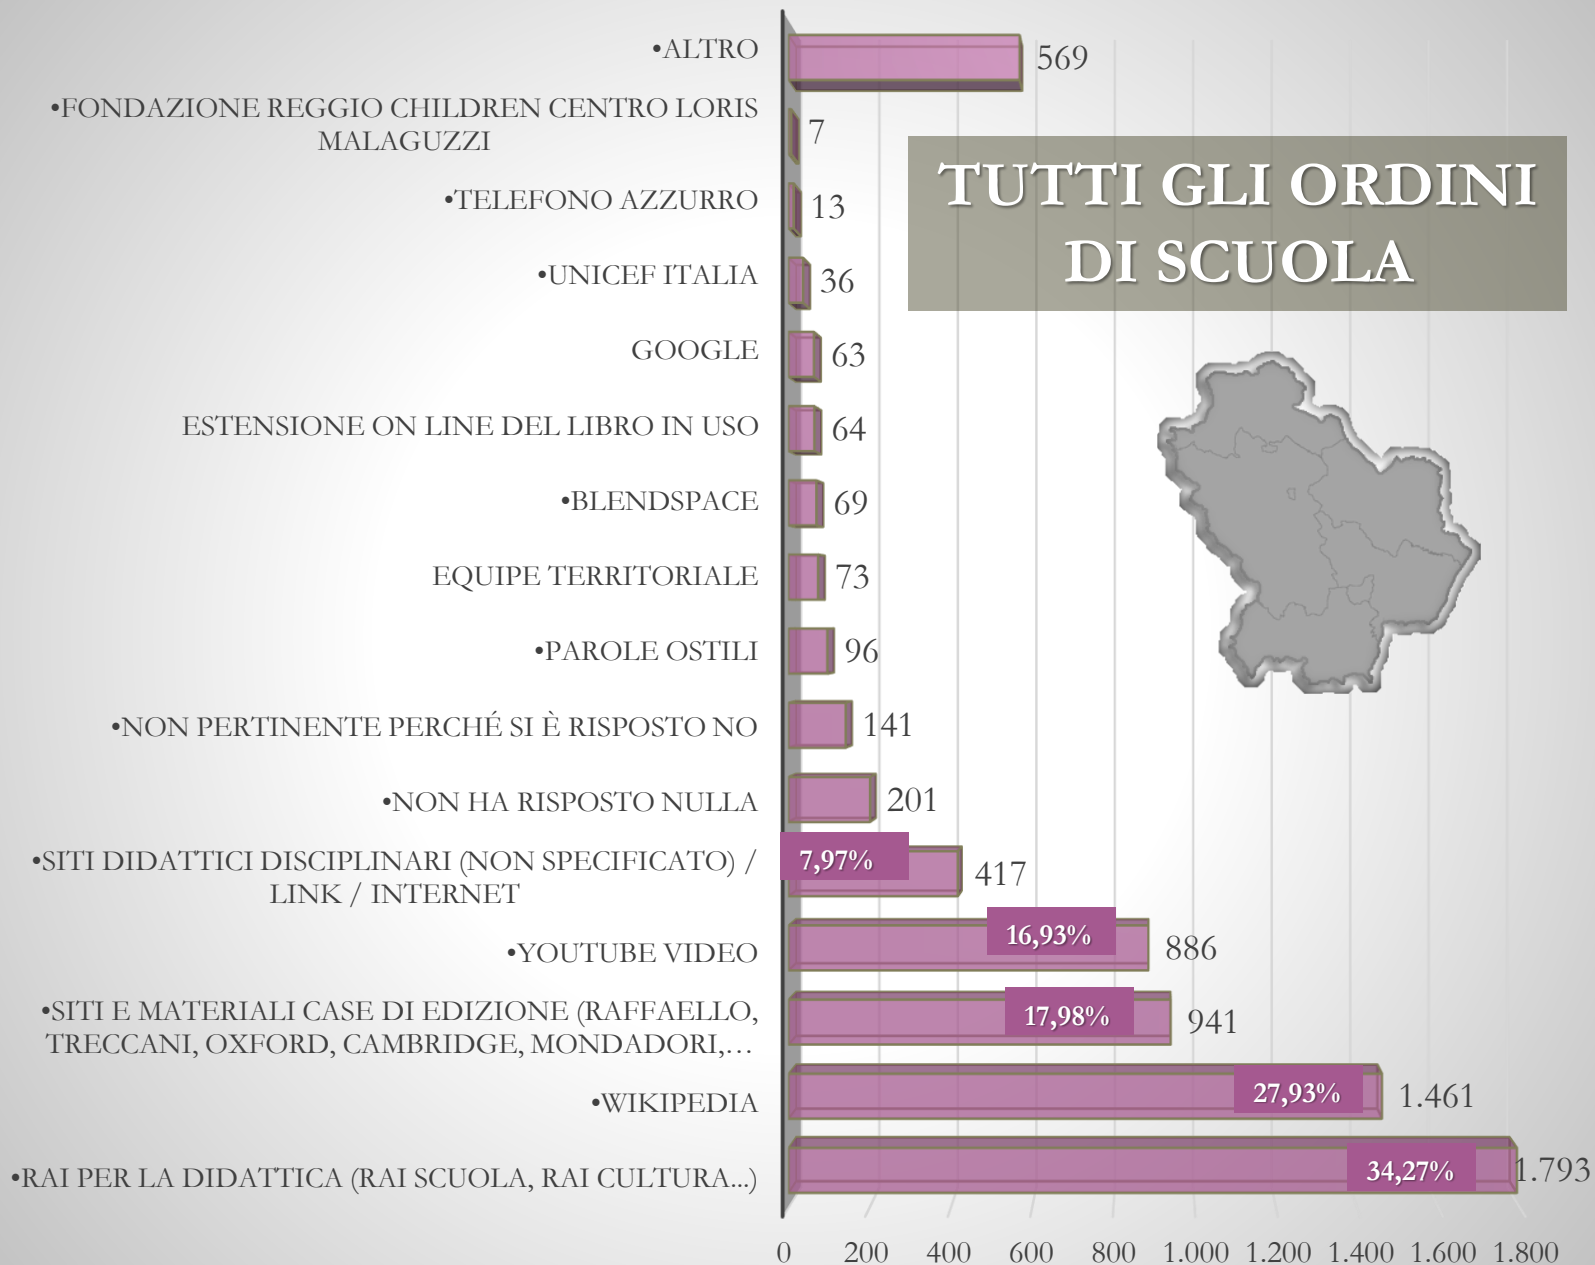 •ALTRO
569
•FONDAZIONE REGGIO CHILDREN CENTRO LORIS
MALAGUZZI
7
TUTTI GLI ORDINI
DI SCUOLA
•TELEFONO AZZURRO
13
•UNICEF ITALIA
36
GOOGLE
63
ESTENSIONE ON LINE DEL LIBRO IN USO
64
•BLENDSPACE
69
EQUIPE TERRITORIALE
73
•PAROLE OSTILI
96
•NON PERTINENTE PERCHÉ SI È RISPOSTO NO
141
•NON HA RISPOSTO NULLA
201
•SITI DIDATTICI DISCIPLINARI (NON SPECIFICATO) /
LINK / INTERNET
7,97%
417
•YOUTUBE VIDEO
16,93%
886
•SITI E MATERIALI CASE DI EDIZIONE (RAFFAELLO,
TRECCANI, OXFORD, CAMBRIDGE, MONDADORI,…
17,98%
941
•WIKIPEDIA
27,93%
1.461
•RAI PER LA DIDATTICA (RAI SCUOLA, RAI CULTURA...)
34,27%
1.793
0 200 400 600 800 1.000 1.200 1.400 1.600 1.800